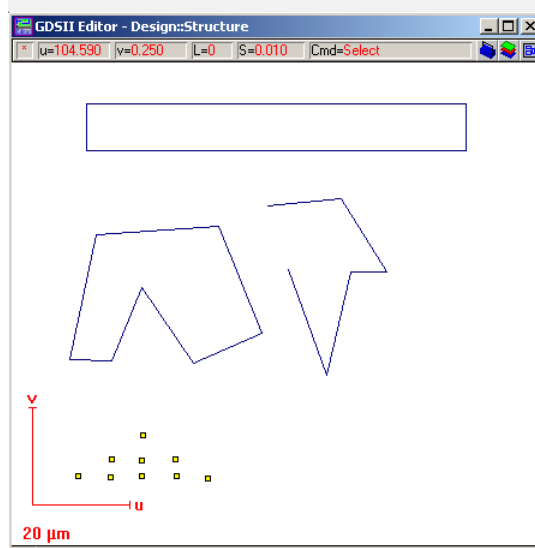 GDSII Editor - Design::Structure
* u=104.590 v=0.250 L=0 S=0.010 Cmd=Select
v
u
20 µm